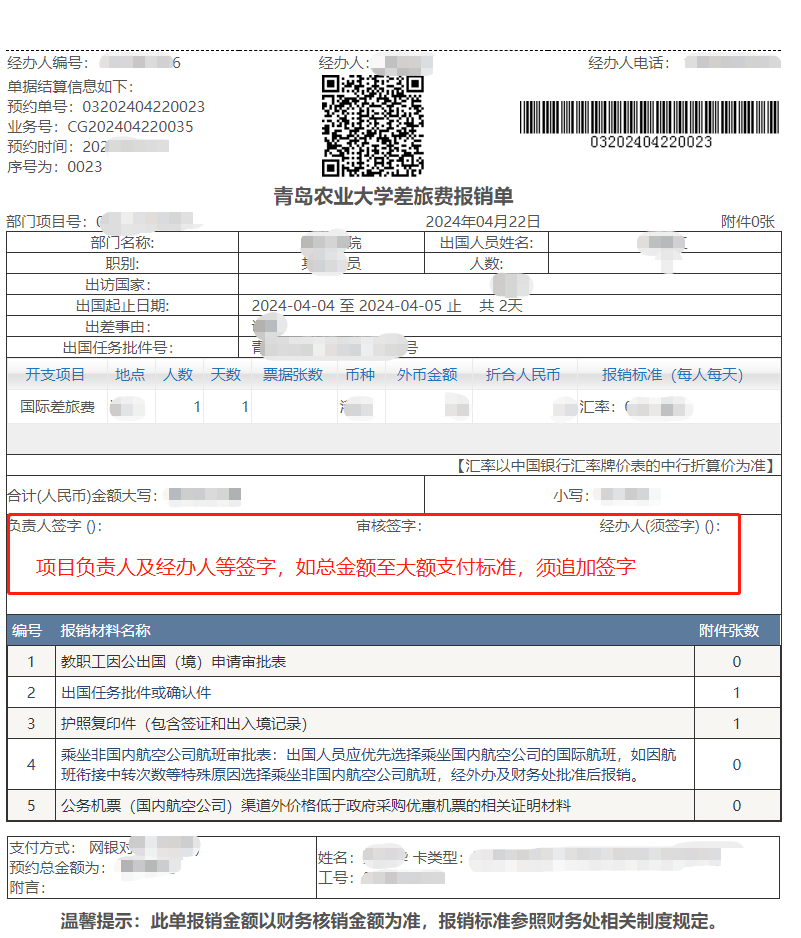 经办人编号： 6 经办人： 经办人电话：
单据结算信息如下：
预约单号：03202404220023
业务号：CG202404220035
预约时间：202
序号为：0023
03202404220023
青岛农业大学差旅费报销单
部门项目号：0 2024年04月22日 附件0张
部门名称: 院 出国人员姓名:
职别: 员 人数:
出访国家：
出国起止日期: 2024-04-04 至 2024-04-05 止 共 2天
出差事由:
出国任务批件号： 青 号
开支项目 地点 人数 天数 票据张数 币种 外币金额 折合人民币 报销标准（每人每天）
国际差旅费 1 1 汇率：
【汇率以中国银行汇率牌价表的中行折算价为准】
合计(人民币)金额大写： 小写：
负责人签字 ()： 审核签字: 经办人(须签字) ()：
项目负责人及经办人等签字，如总金额至大额支付标准，须追加签字
编号 报销材料名称 附件张数
1 教职工因公出国（境）申请审批表 0
2 出国任务批件或确认件 1
3 护照复印件（包含签证和出入境记录） 1
4 乘坐非国内航空公司航班审批表：出国人员应优先选择乘坐国内航空公司的国际航班，如因航 0
班衔接中转次数等特殊原因选择乘坐非国内航空公司航班，经外办及财务处批准后报销。
5 公务机票（国内航空公司）渠道外价格低于政府采购优惠机票的相关证明材料 0
支付方式： 网银对
预约总金额为：
附言：
姓名： 卡类型：
工号：
温馨提示：此单报销金额以财务核销金额为准，报销标准参照财务处相关制度规定。